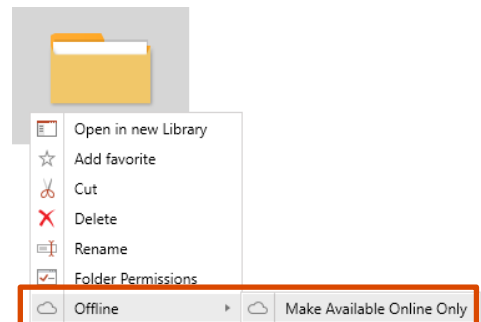 Open in new Library
Add favorite
Cut
Delete
Rename
Folder Permissions
Offline
Make Available Online Only